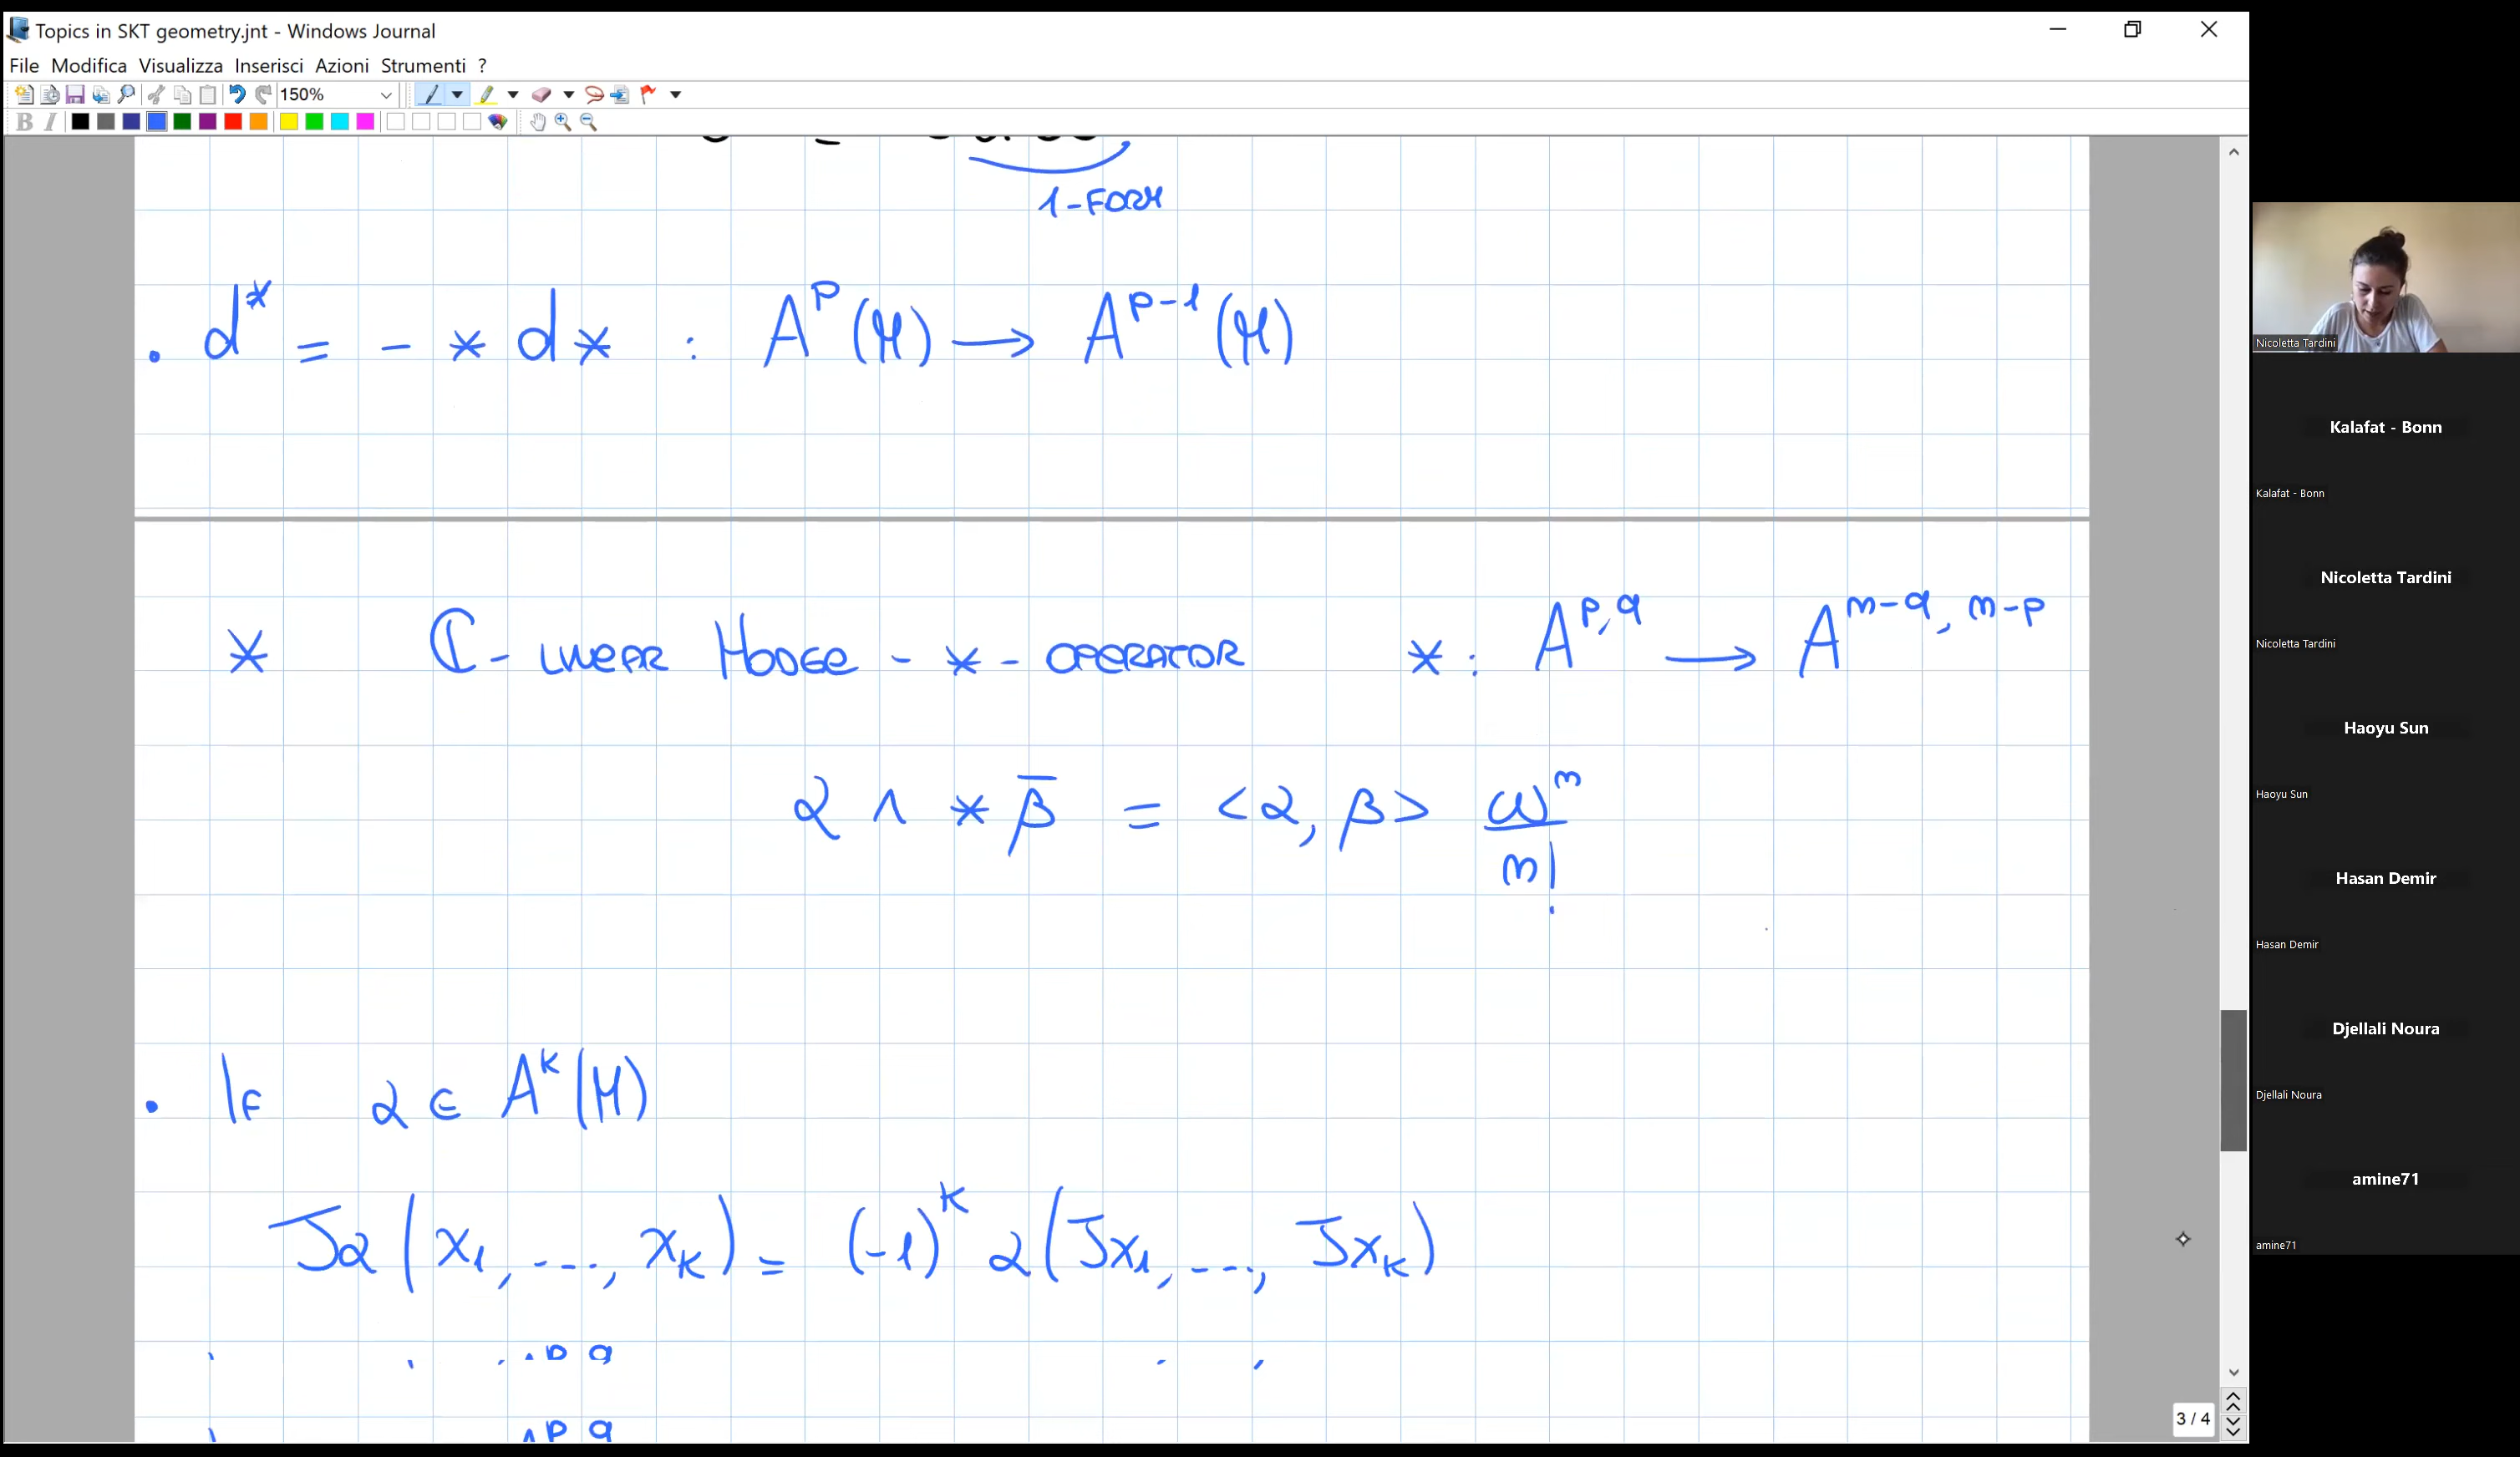 Topics in SKT geometry.jnt - Windows Journal
File Modifica Visualizza Inserisci Azioni Strumenti ?
150%
B I
1-FORM
• d* = - * d * : A^p (M) → A^{p-1} (M)
* ℂ-LINEAR HODGE - * - OPERATOR * : A^{p,q} → A^{n-q, n-p}
α ∧ * β̄ = <α, β> ω^n / n!
• IF α ∈ A^k (M)
Jα (x₁, ..., x_k) = (-1)^k α (Jx₁, ..., Jx_k)
p q
p q
3 / 4
Nicoletta Tardini
Kalafat - Bonn
Kalafat - Bonn
Nicoletta Tardini
Nicoletta Tardini
Haoyu Sun
Haoyu Sun
Hasan Demir
Hasan Demir
Djellali Noura
Djellali Noura
amine71
amine71